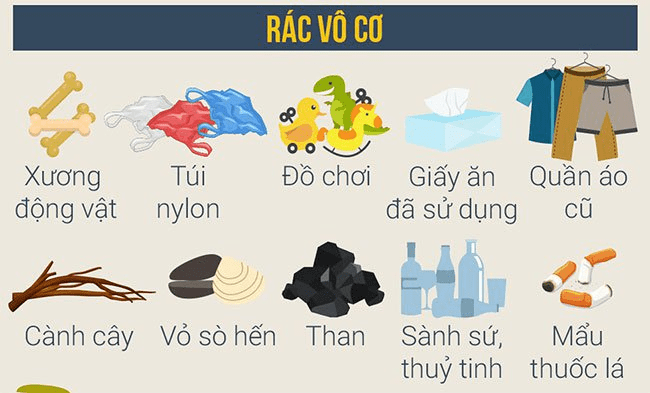 RÁC VÔ CƠ
Xương
động vật
Túi
nylon
Đồ chơi
Giấy ăn
đã sử dụng
Quần áo
cũ
Cành cây
Vỏ sò hến
Than
Sành sứ,
thuỷ tinh
Mẩu
thuốc lá